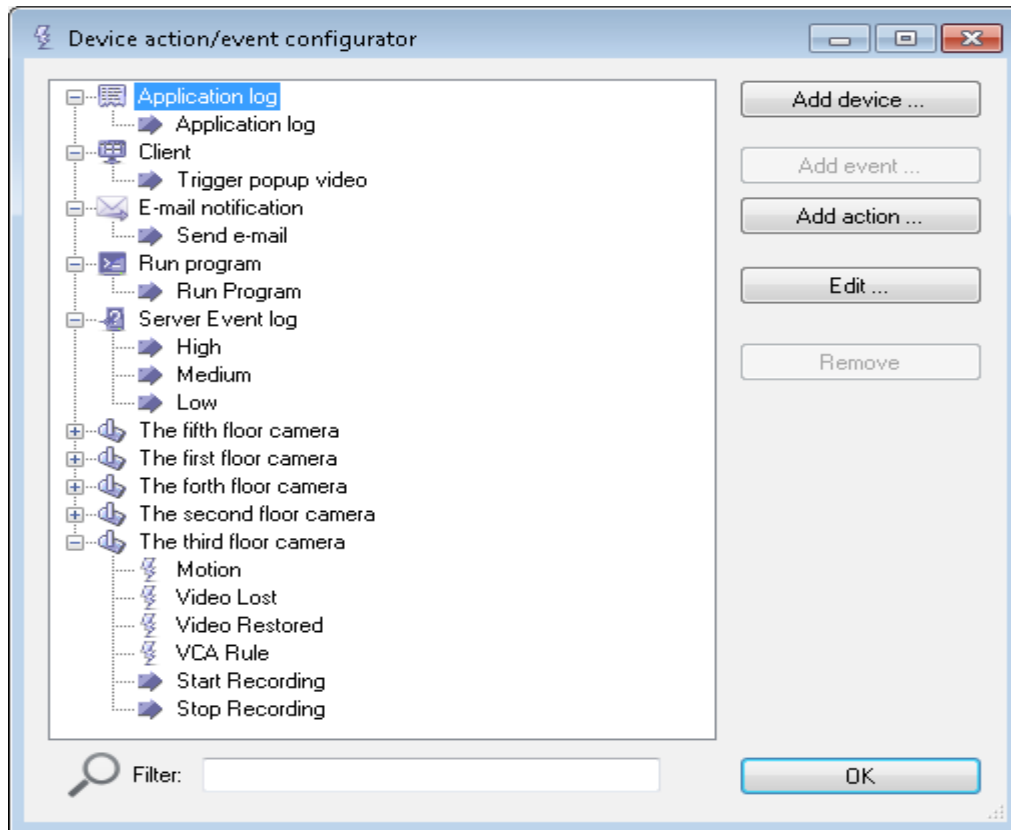 Device action/event configurator
Application log
Application log
Client
Trigger popup video
E-mail notification
Send e-mail
Run program
Run Program
Server Event log
High
Medium
Low
The fifth floor camera
The first floor camera
The forth floor camera
The second floor camera
The third floor camera
Motion
Video Lost
Video Restored
VCA Rule
Start Recording
Stop Recording
Add device ...
Add event ...
Add action ...
Edit ...
Remove
Filter:
OK